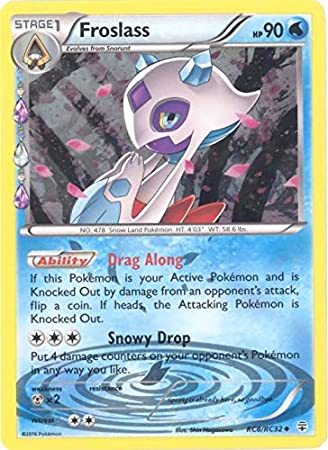 STAGE1
Froslass
HP 90
Evolves from Snorunt
NO. 478 Snow Land Pokémon HT. 4'03" WT. 58.6 lbs.
Ability Drag Along
If this Pokémon is your Active Pokémon and is
Knocked Out by damage from an opponent's attack,
flip a coin. If heads, the Attacking Pokémon is
Knocked Out.
Snowy Drop
Put 4 damage counters on your opponent's Pokémon
in any way you like.
weakness resistance
×2
retreat
Illus. Shin Nagasawa
RC8/RC32
©2016 Pokémon